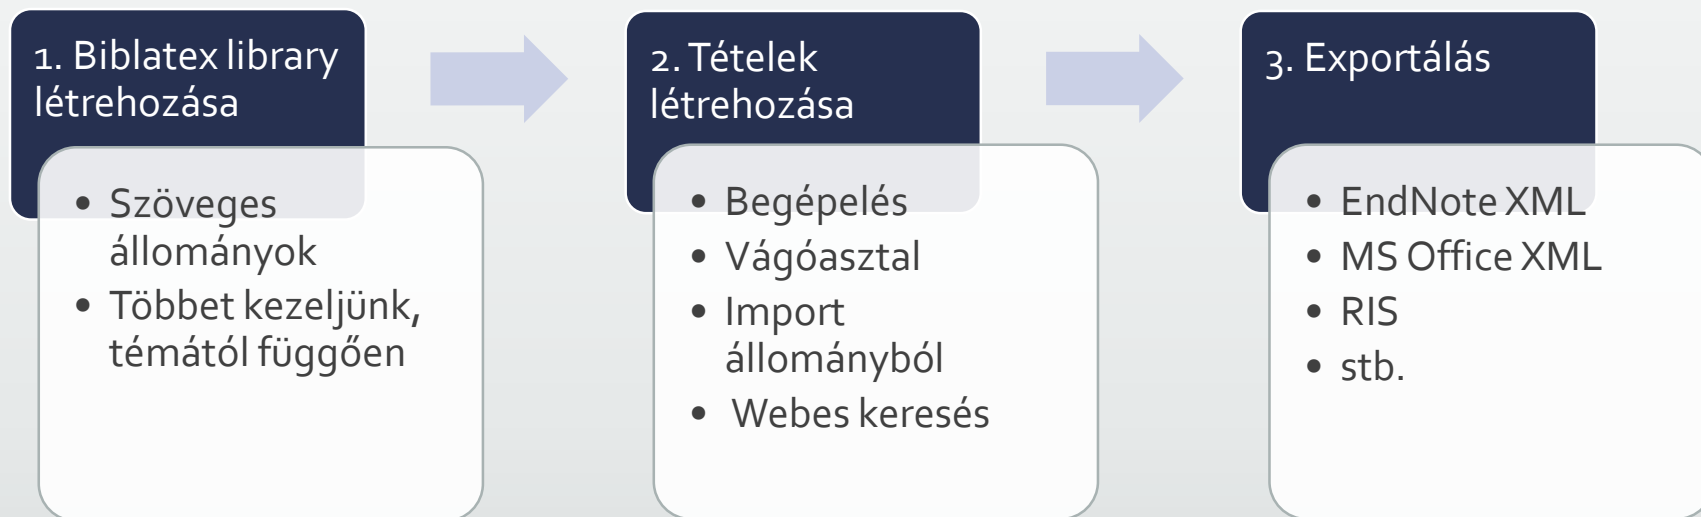 1. Biblatex library
létrehozása
• Szöveges
állományok
• Többet kezeljünk,
témától függően
2. Tételek
létrehozása
• Begépelés
• Vágóasztal
• Import
állományból
• Webes keresés
3. Exportálás
• EndNote XML
• MS Office XML
• RIS
• stb.